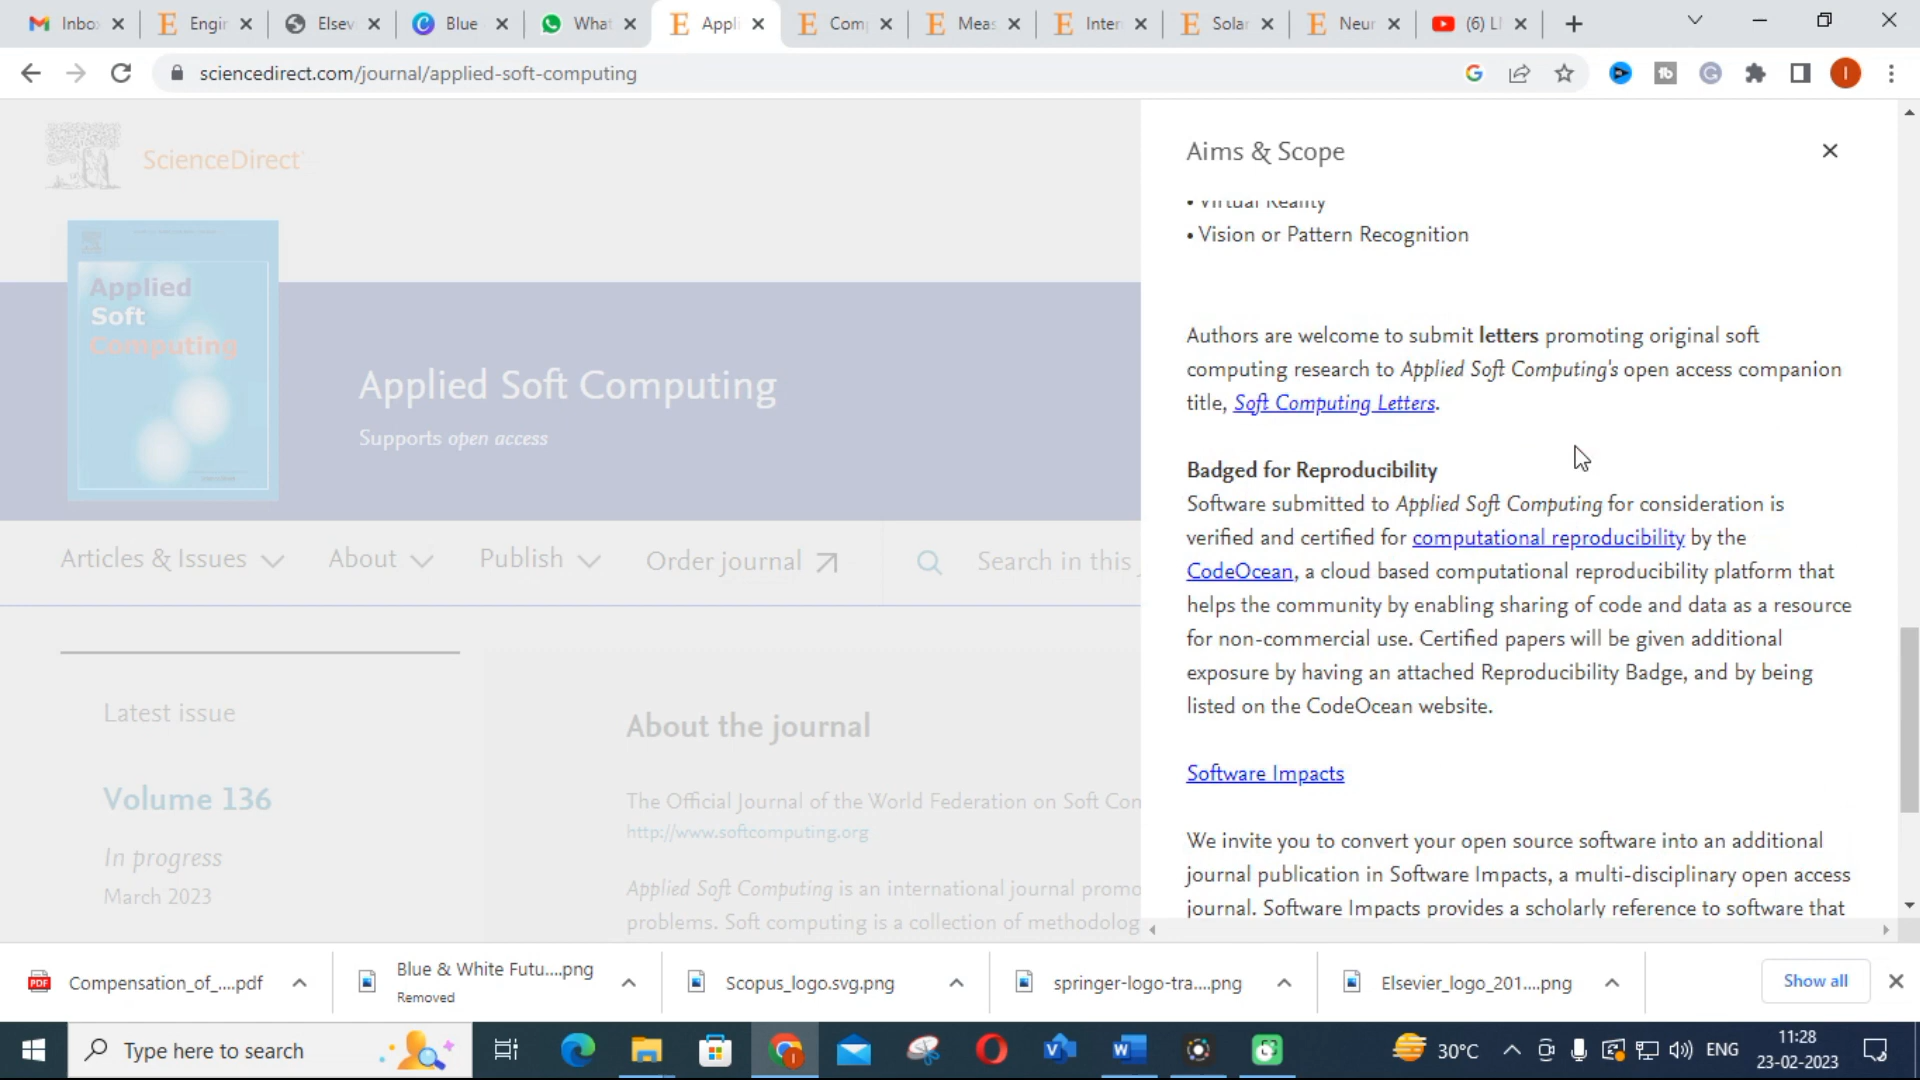 Inbo
Engir
Elsev
Blue
What
Appli
Comp
Meas
Inter
Solar
Neur
(6) LI
sciencedirect.com/journal/applied-soft-computing
ScienceDirect
Applied
Soft
Computing
Applied Soft Computing
Supports open access
Articles & Issues
About
Publish
Order journal
Search in this
Latest issue
Volume 136
In progress
March 2023
About the journal
The Official Journal of the World Federation on Soft Com
http://www.softcomputing.org
Applied Soft Computing is an international journal promo
problems. Soft computing is a collection of methodolog
Aims & Scope
• Virtual Reality
• Vision or Pattern Recognition
Authors are welcome to submit letters promoting original soft
computing research to Applied Soft Computing's open access companion
title, Soft Computing Letters.
Badged for Reproducibility
Software submitted to Applied Soft Computing for consideration is
verified and certified for computational reproducibility by the
CodeOcean, a cloud based computational reproducibility platform that
helps the community by enabling sharing of code and data as a resource
for non-commercial use. Certified papers will be given additional
exposure by having an attached Reproducibility Badge, and by being
listed on the CodeOcean website.
Software Impacts
We invite you to convert your open source software into an additional
journal publication in Software Impacts, a multi-disciplinary open access
journal. Software Impacts provides a scholarly reference to software that
Compensation_of_....pdf
Blue & White Futu....png
Removed
Scopus_logo.svg.png
springer-logo-tra....png
Elsevier_logo_201....png
Show all
Type here to search
30°C
ENG
11:28
23-02-2023